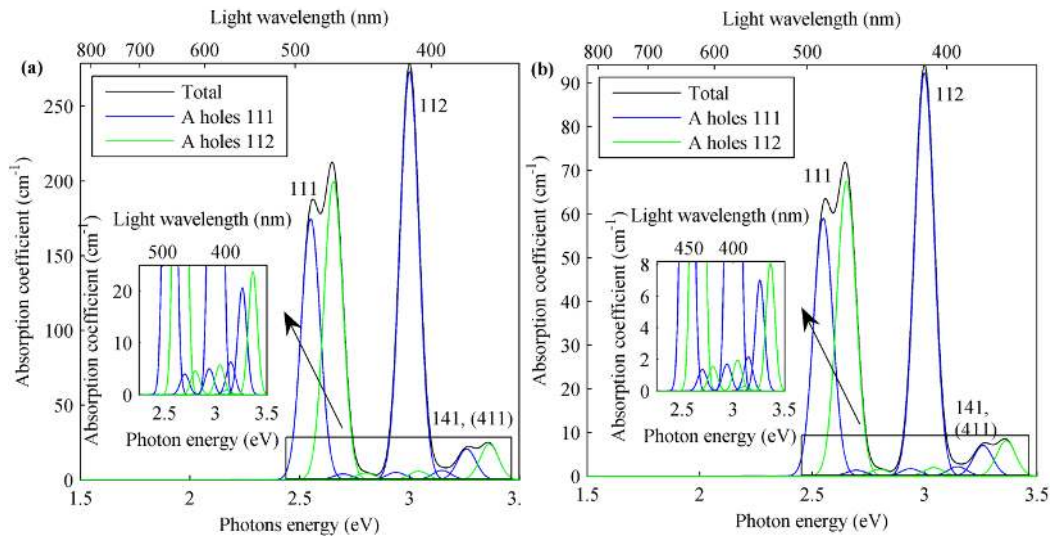 Light wavelength (nm)
800 700 600 500 400
(a)
Total
A holes 111
A holes 112
112
111
Absorption coefficient (cm⁻¹)
250
200
150
100
50
0
Light wavelength (nm)
500 400
Absorption coefficient (cm⁻¹)
20
10
0
2.5 3 3.5
Photon energy (eV)
141, (411)
1.5 2 2.5 3 3.
Photons energy (eV)
Light wavelength (nm)
800 700 600 500 400
(b)
Total
A holes 111
A holes 112
112
111
Absorption coefficient (cm⁻¹)
90
80
70
60
50
40
30
20
10
0
Light wavelength (nm)
450 400
Absorption coefficient (cm⁻¹)
8
6
4
2
0
2.5 3 3.5
Photon energy (eV)
141,
(411)
1.5 2 2.5 3 3.5
Photon energy (eV)